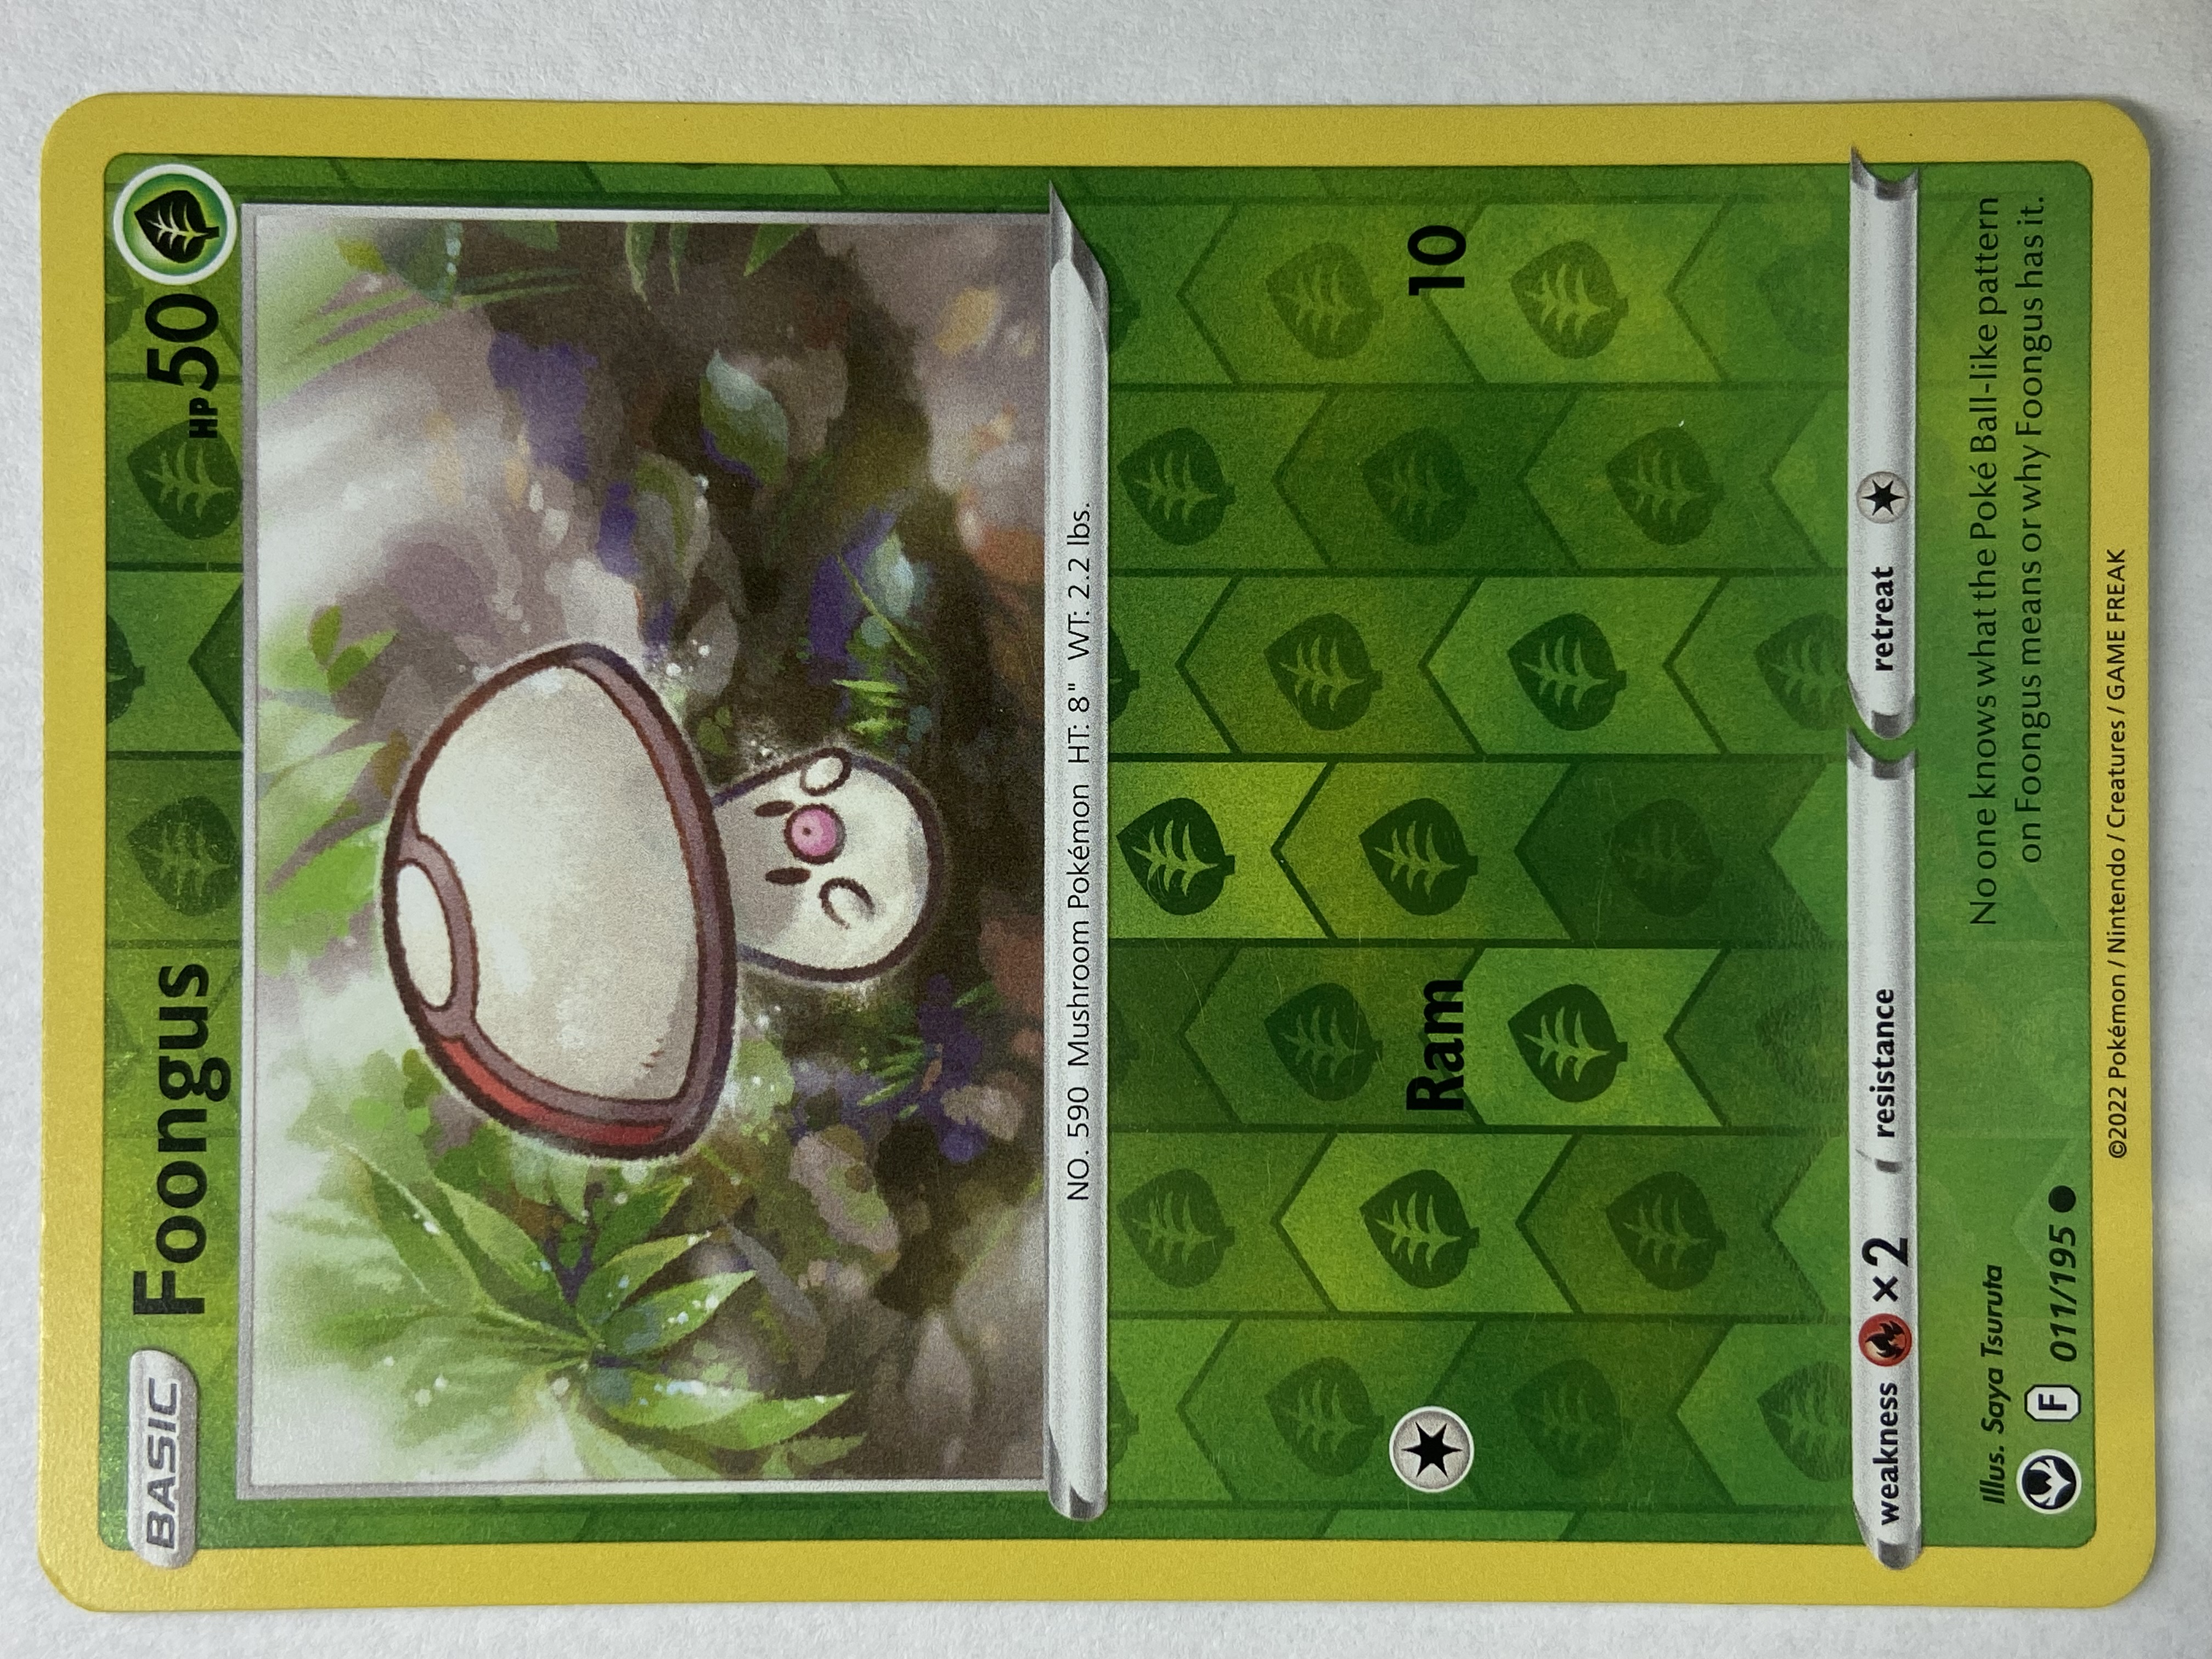 BASIC Foongus HP 50
NO. 590 Mushroom Pokémon HT: 8" WT: 2.2 lbs.
Ram 10
weakness ×2 resistance retreat
Illus. Saya Tsuruta
No one knows what the Poké Ball-like pattern
on Foongus means or why Foongus has it.
F 011/195
©2022 Pokémon / Nintendo / Creatures / GAME FREAK